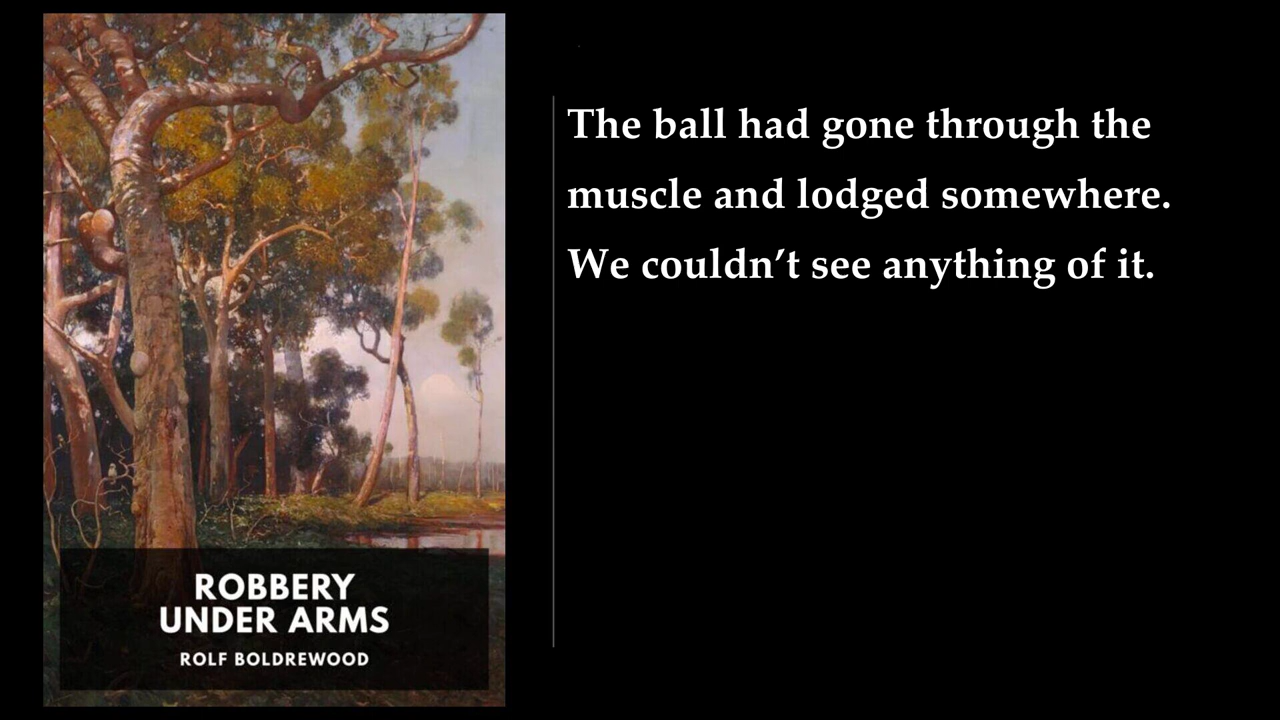 The ball had gone through the
muscle and lodged somewhere.
We couldn’t see anything of it.
ROBBERY
UNDER ARMS
ROLF BOLDREWOOD